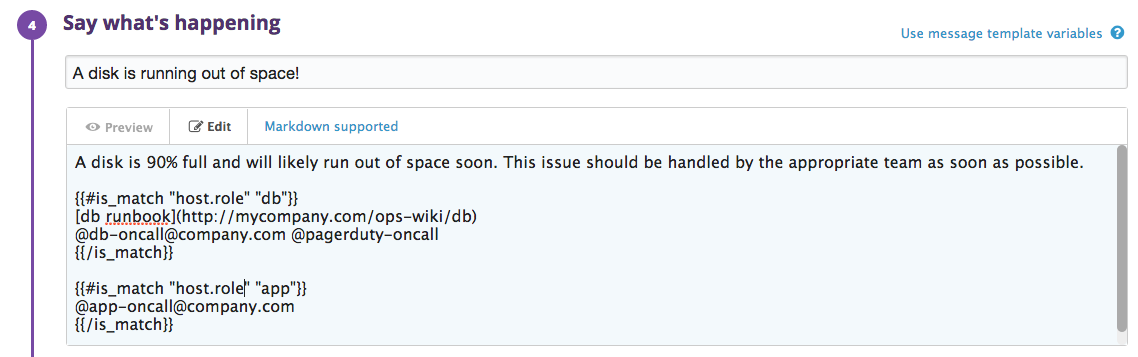 4 Say what's happening
Use message template variables ?
A disk is running out of space!
Preview Edit Markdown supported
A disk is 90% full and will likely run out of space soon. This issue should be handled by the appropriate team as soon as possible.
{{#is_match "host.role" "db"}}
[db runbook](http://mycompany.com/ops-wiki/db)
@db-oncall@company.com @pagerduty-oncall
{{/is_match}}
{{#is_match "host.role" "app"}}
@app-oncall@company.com
{{/is_match}}